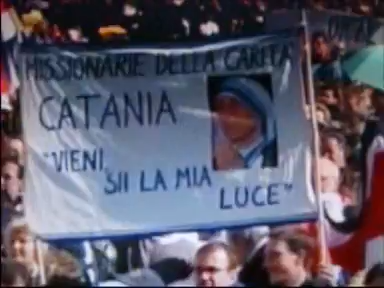 MISSIONARIE DELLA CARITA'
CATANIA
"VIENI,
SII LA MIA
LUCE"